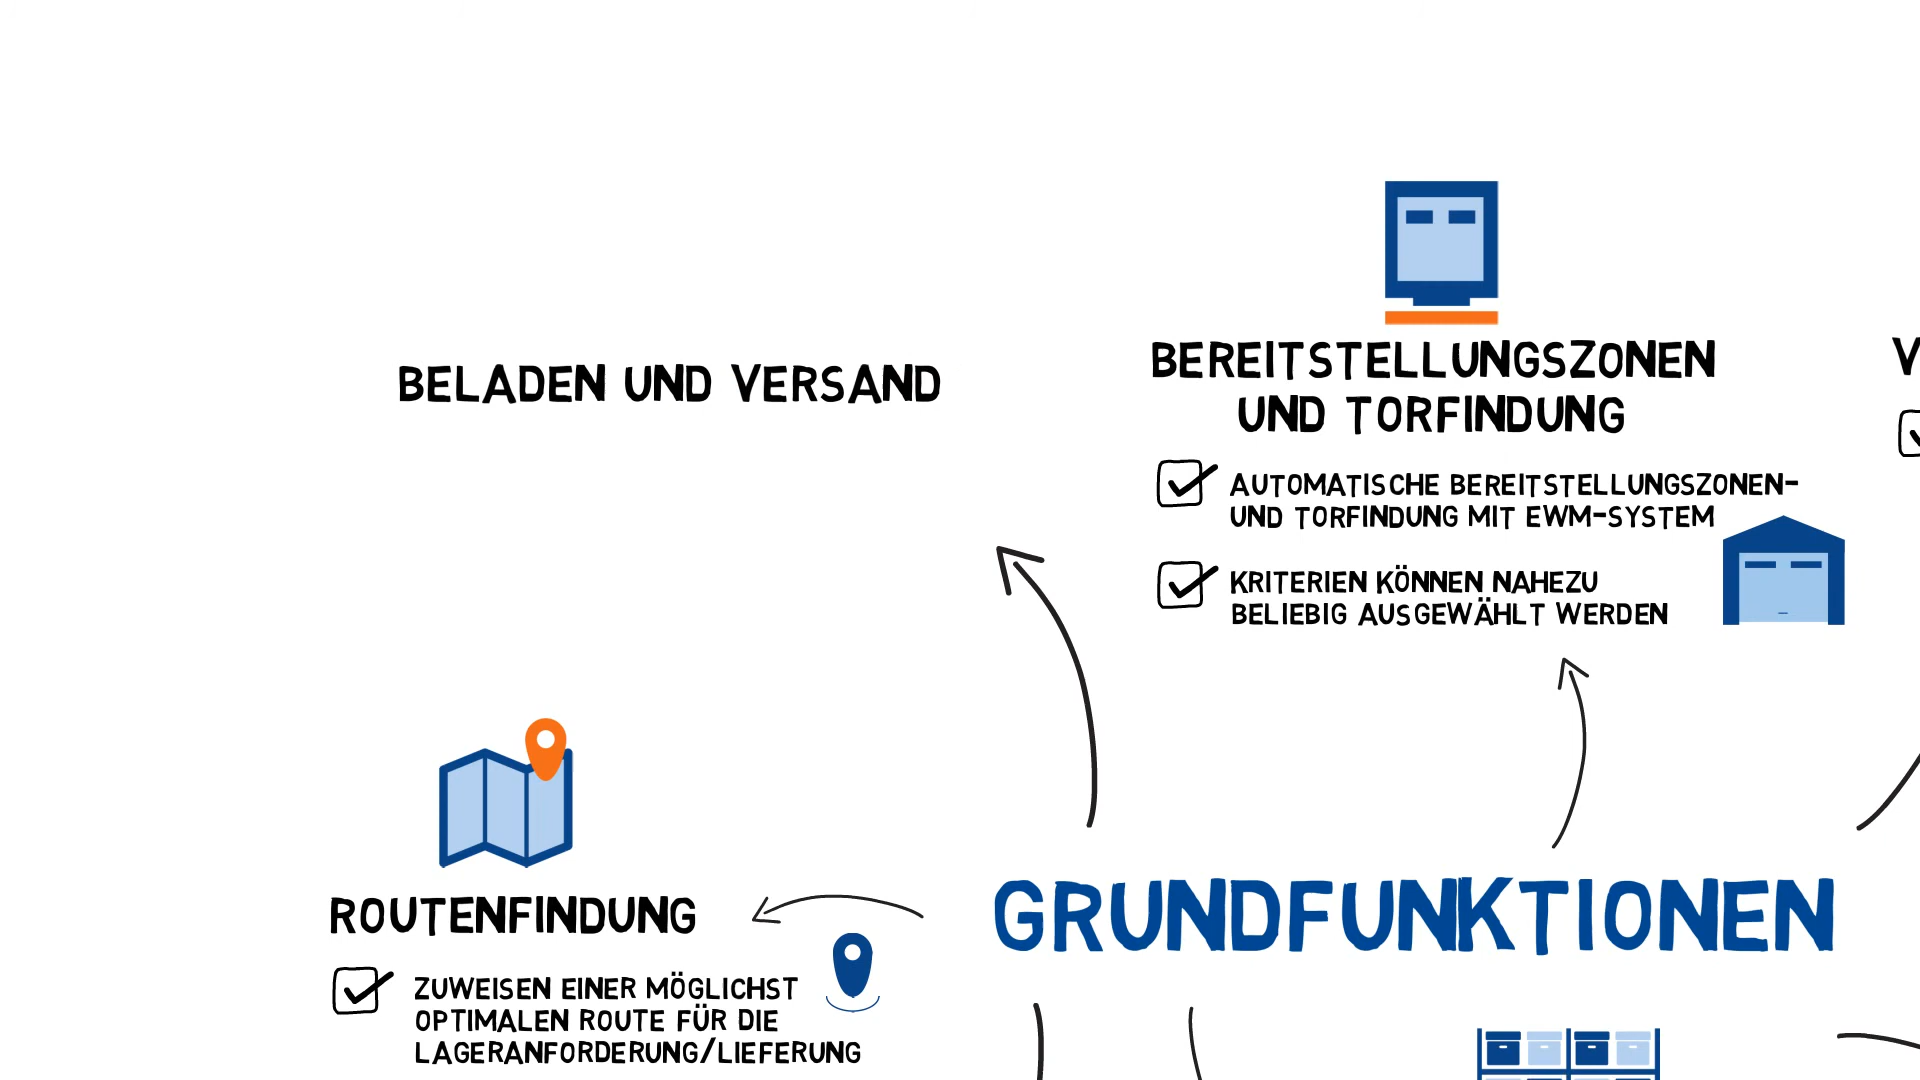 BELADEN UND VERSAND
BEREITSTELLUNGSZONEN
UND TORFINDUNG
AUTOMATISCHE BEREITSTELLUNGSZONEN-
UND TORFINDUNG MIT EWM-SYSTEM
KRITERIEN KÖNNEN NAHEZU
BELIEBIG AUSGEWÄHLT WERDEN
GRUNDFUNKTIONEN
ROUTENFINDUNG
ZUWEISEN EINER MÖGLICHST
OPTIMALEN ROUTE FÜR DIE
LAGERANFORDERUNG/LIEFERUNG